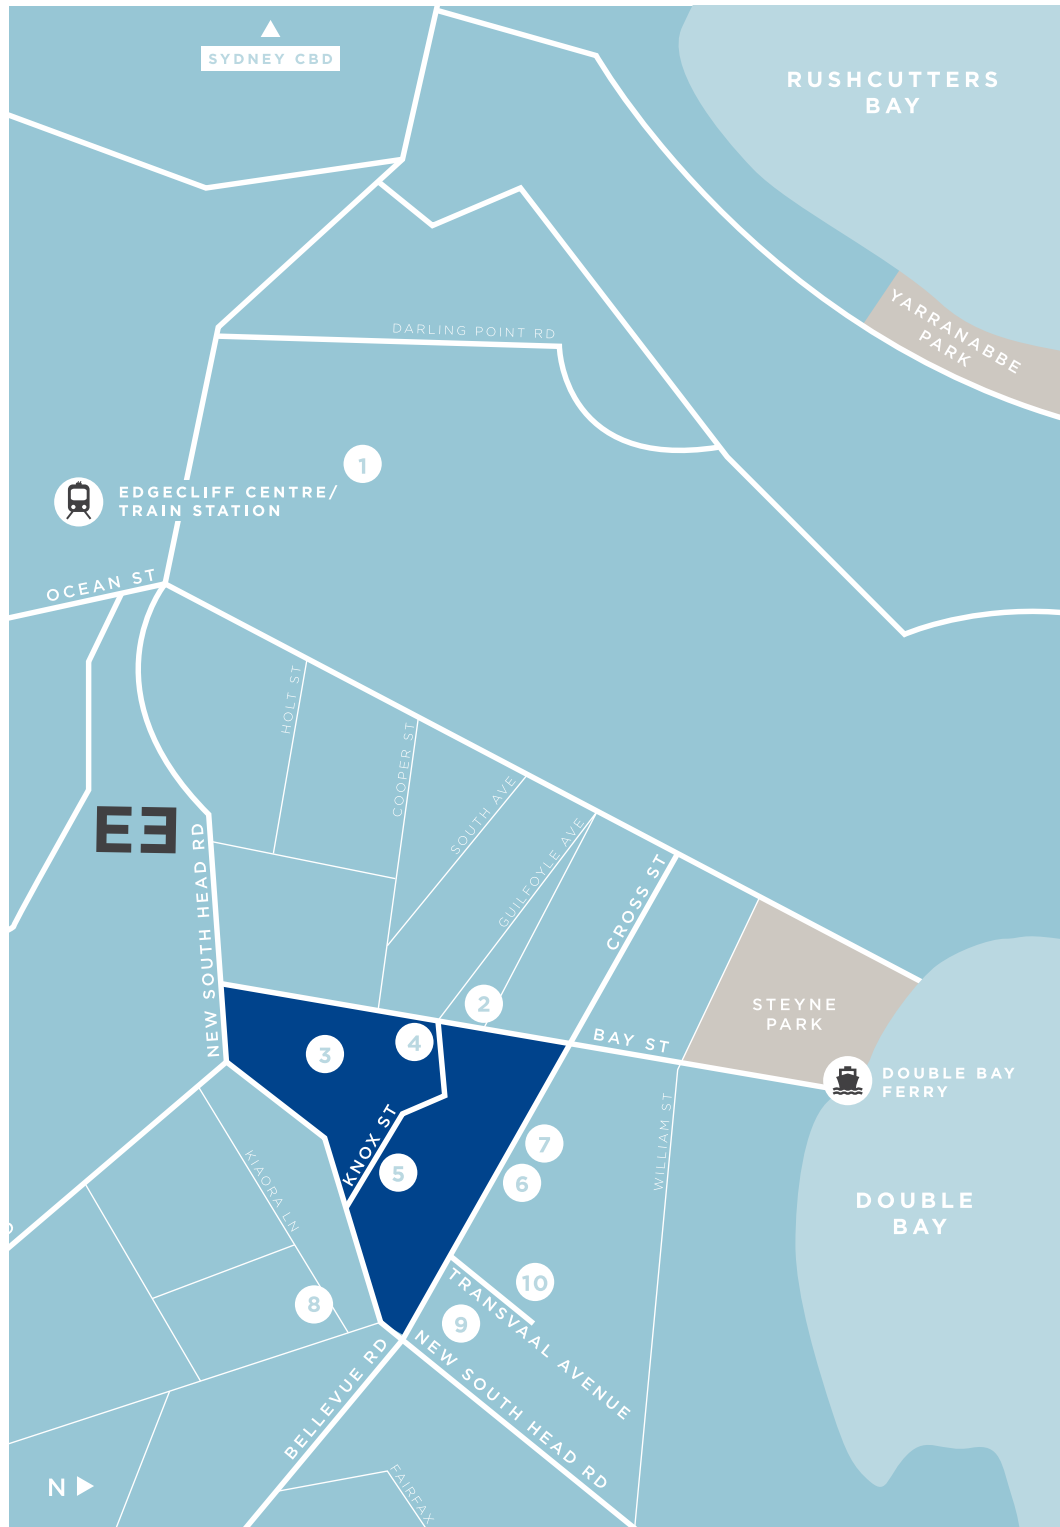 SYDNEY CBD
RUSHCUTTERS
BAY
YARRANABBE
PARK
DARLING POINT RD
1
EDGECLIFF CENTRE/
TRAIN STATION
OCEAN ST
HOLT ST
COOPER ST
SOUTH AVE
GUILFOYLE AVE
CROSS ST
EE
NEW SOUTH HEAD RD
2
STEYNE
PARK
3
4
BAY ST
DOUBLE BAY
FERRY
KNOX ST
WILLIAM ST
7
5
6
KIAORA LN
DOUBLE
BAY
10
8
9
TRANSVAAL AVENUE
NEW SOUTH HEAD RD
BELLEVUE RD
FAIRFAX
N